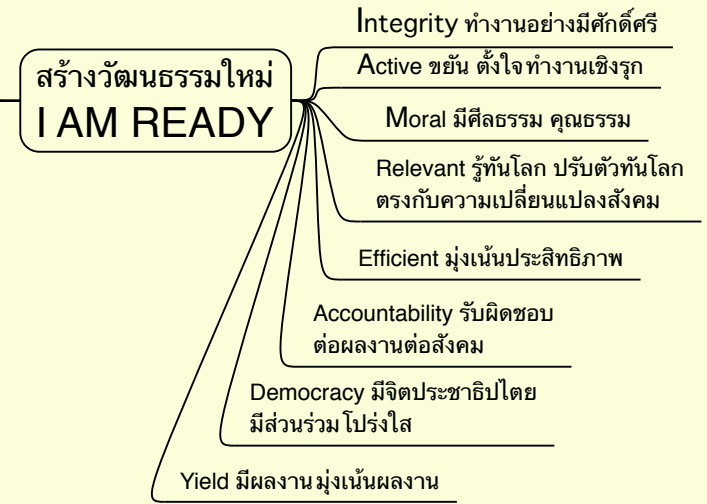 สร้างวัฒนธรรมใหม่
I AM READY
Integrity ทำงานอย่างมีศักดิ์ศรี
Active ขยัน ตั้งใจทำงานเชิงรุก
Moral มีศีลธรรม คุณธรรม
Relevant รู้ทันโลก ปรับตัวทันโลก
ตรงกับความเปลี่ยนแปลงสังคม
Efficient มุ่งเน้นประสิทธิภาพ
Accountability รับผิดชอบ
ต่อผลงานต่อสังคม
Democracy มีจิตประชาธิปไตย
มีส่วนร่วม โปร่งใส
Yield มีผลงาน มุ่งเน้นผลงาน